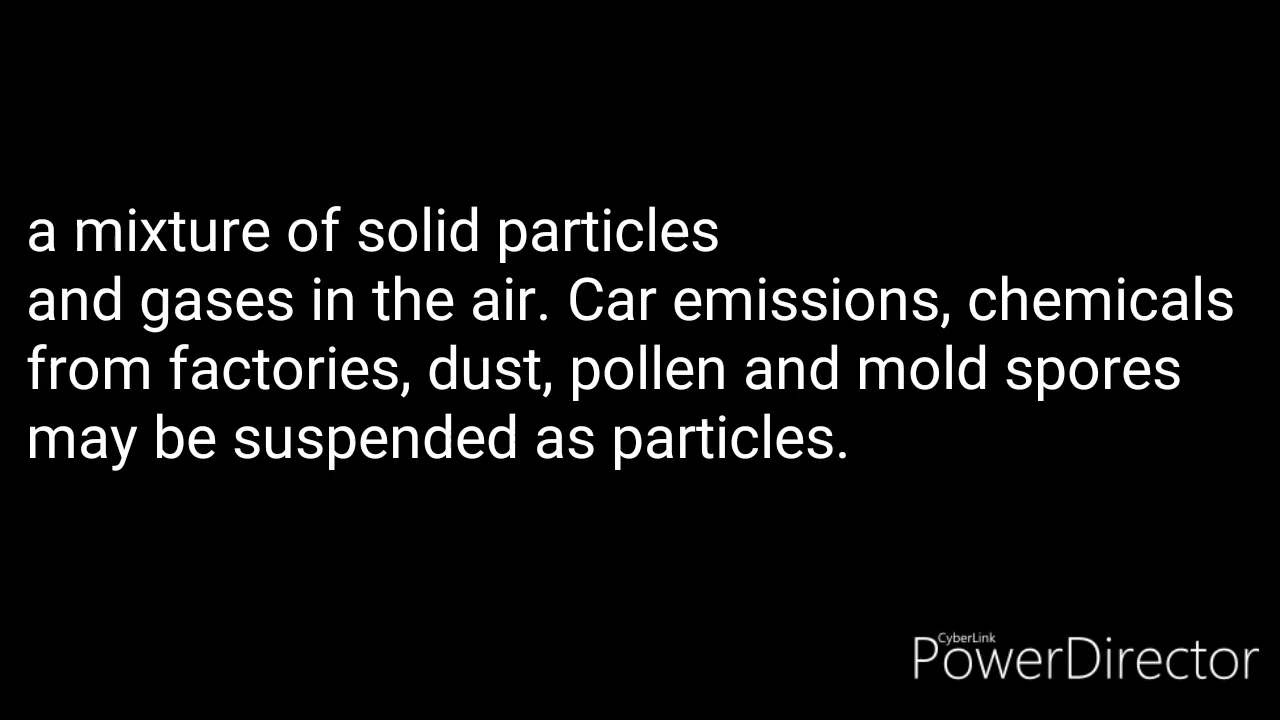 a mixture of solid particles
and gases in the air. Car emissions, chemicals
from factories, dust, pollen and mold spores
may be suspended as particles.
CyberLink
PowerDirector